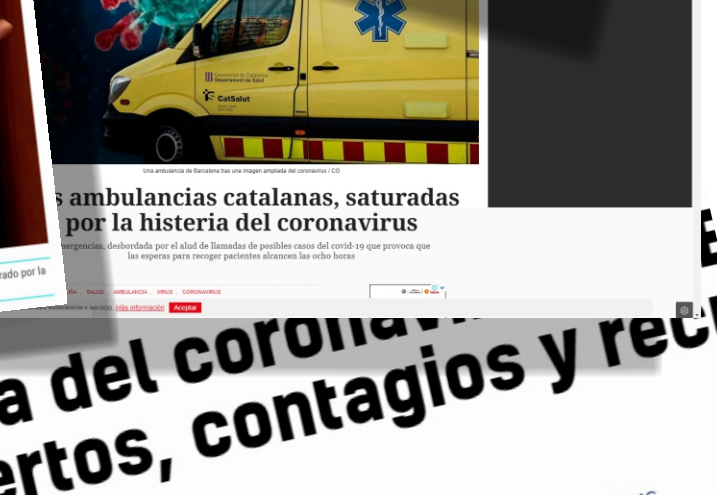 Generalitat de Catalunya
Departament de Salut
CatSalut
Una ambulancia de Barcelona tras una imagen ampliada del coronavirus / CG
ambulancias catalanas, saturadas
por la histeria del coronavirus
desbordada por el alud de llamadas de posibles casos del covid-19 que provoca que
las esperas para recoger pacientes alcancen las ocho horas
rado por la
SALUD . AMBULANCIA . VIRUS . CORONAVIRUS
y servicio. Más información Aceptar
a del
ertos, contagios y recu